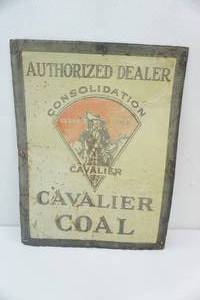 AUTHORIZED DEALER
CONSOLIDATION
CAVALIER
CAVALIER
COAL